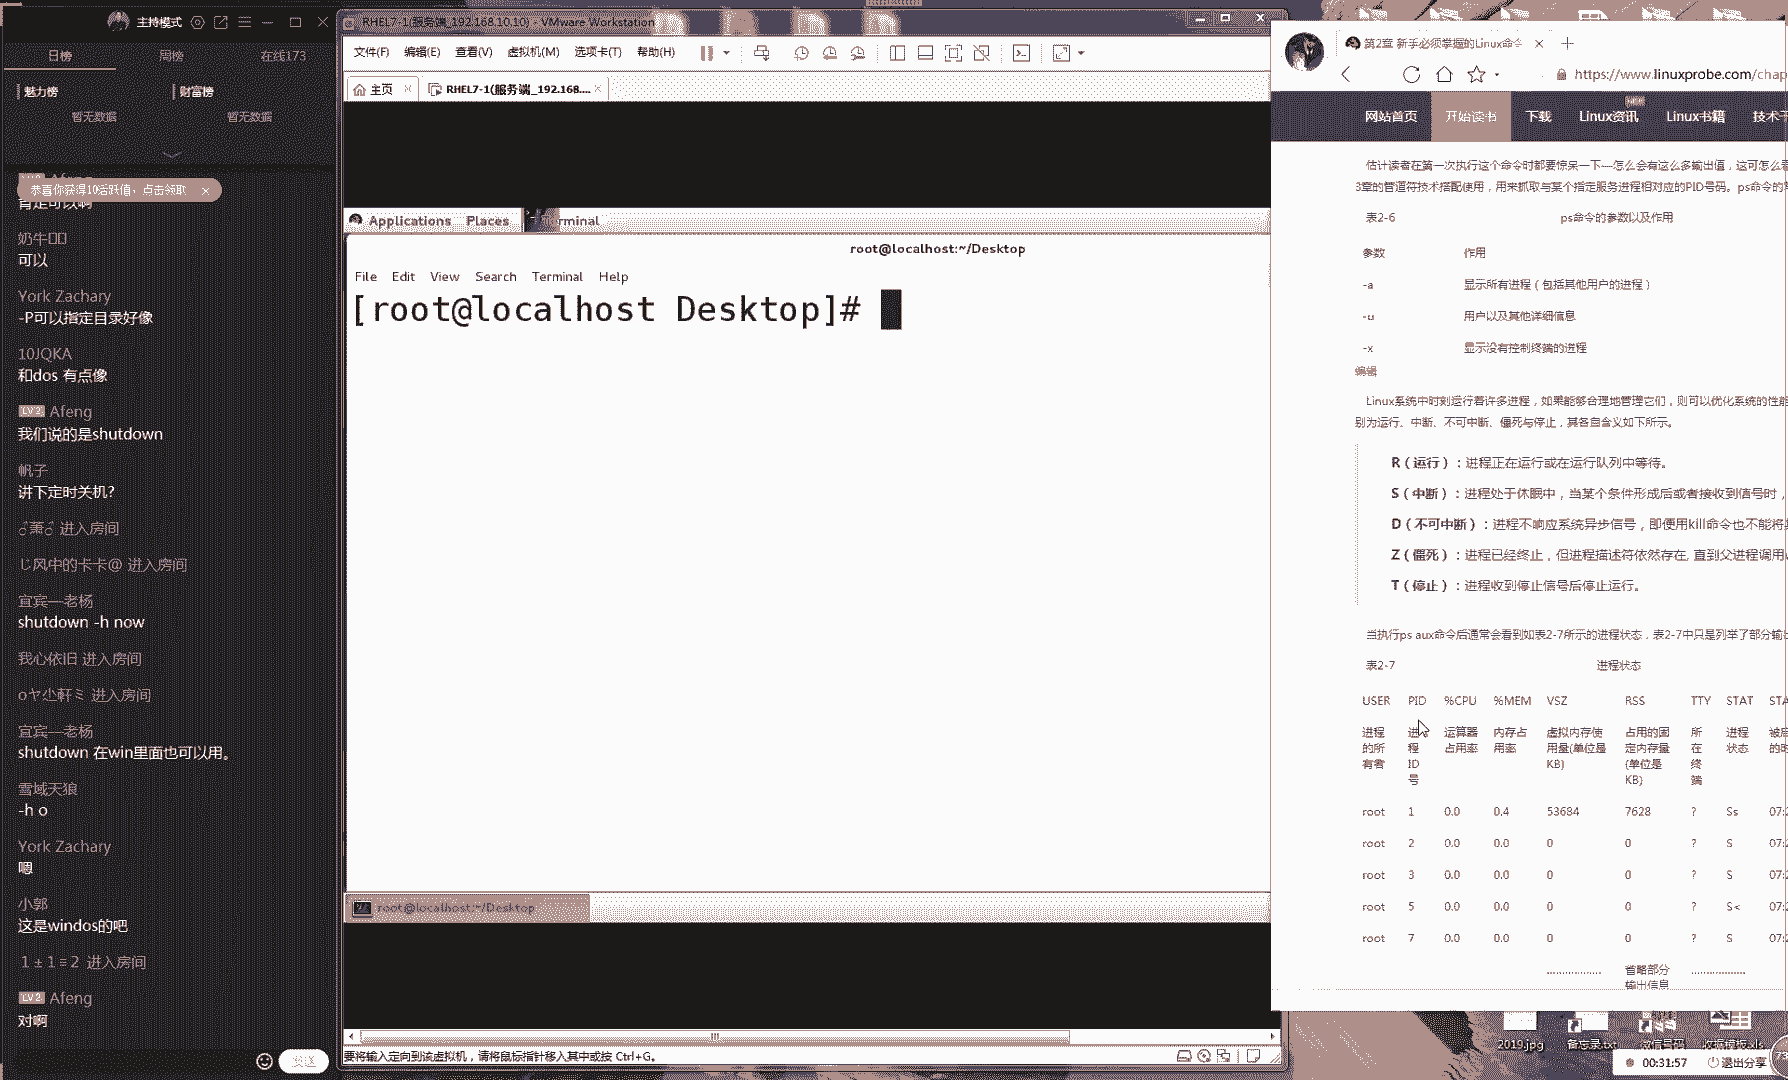 主持模式
日榜 周榜 在线173
魅力榜 财富榜
暂无数据 暂无数据
Afeng
恭喜你获得10活跃值，点击领取 ×
肯定可以啊
奶牛
可以
York Zachary
-P可以指定目录好像
10JQKA
和dos 有点像
LV2 Afeng
我们说的是shutdown
帆子
讲下定时关机?
萧 进入房间
风中的卡卡@ 进入房间
宜宾—老杨
shutdown -h now
我心依旧 进入房间
进入房间
宜宾—老杨
shutdown 在win里面也可以用。
雪域天狼
-h o
York Zachary
嗯
小郭
这是windos的吧
1 ± 1 ≡ 2 进入房间
LV2 Afeng
对啊
发送
RHEL7-1(服务端_192.168.10.10) - VMware Workstation
文件(F) 编辑(E) 查看(V) 虚拟机(M) 选项卡(T) 帮助(H)
主页 × RHEL7-1(服务端_192.168.... ×
Applications Places Terminal
root@localhost:~/Desktop
File Edit View Search Terminal Help
[root@localhost Desktop]#
root@localhost:~/Desktop
要将输入定向到该虚拟机，请将鼠标指针移入其中或按 Ctrl+G。
第2章 新手必须掌握的Linux命令 ×
https://www.linuxprobe.com/chap
网站首页 开始读书 下载 Linux资讯 Linux书籍 技术干
估计读者在第一次执行这个命令时都要惊呆一下—怎么会有这么多输出值，这可怎么看
3章的管道符技术搭配使用，用来抓取与某个指定服务进程相对应的PID号码。ps命令的常
表2-6 ps命令的参数以及作用
参数 作用
-a 显示所有进程（包括其他用户的进程）
-u 用户以及其他详细信息
-x 显示没有控制终端的进程
编辑
Linux系统中时刻运行着许多进程，如果能够合理地管理它们，则可以优化系统的性能
别为运行、中断、不可中断、僵死与停止，其各自含义如下所示。
R（运行）：进程正在运行或在运行队列中等待。
S（中断）：进程处于休眠中，当某个条件形成后或者接收到信号时，
D（不可中断）：进程不响应系统异步信号，即便用kill命令也不能将其
Z（僵死）：进程已经终止，但进程描述符依然存在, 直到父进程调用
T（停止）：进程收到停止信号后停止运行。
当执行ps aux命令后通常会看到如表2-7所示的进程状态，表2-7中只是列举了部分输出
表2-7 进程状态
USER PID %CPU %MEM VSZ RSS TTY STAT STA
进程的所有者 进程ID号 运算器占用率 内存占用率 虚拟内存使用量(单位是KB) 占用的固定内存量(单位是KB) 所在终端 进程状态 被启的时
root 1 0.0 0.4 53684 7628 ? Ss 07:2
root 2 0.0 0.0 0 0 ? S 07:2
root 3 0.0 0.0 0 0 ? S 07:2
root 5 0.0 0.0 0 0 ? S< 07:2
root 7 0.0 0.0 0 0 ? S 07:2
................. 省略部分输出信息 .................
2019.jpg 备忘录.txt 微信号码 收据模板.xls
00:31:57 退出分享
73